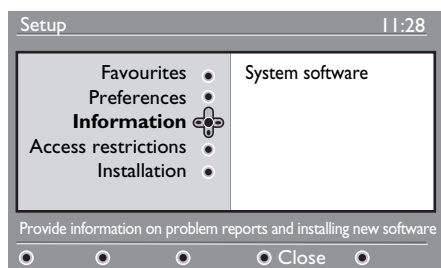 Setup 11:28
Favourites System software
Preferences
Information
Access restrictions
Installation
Provide information on problem reports and installing new software
Close